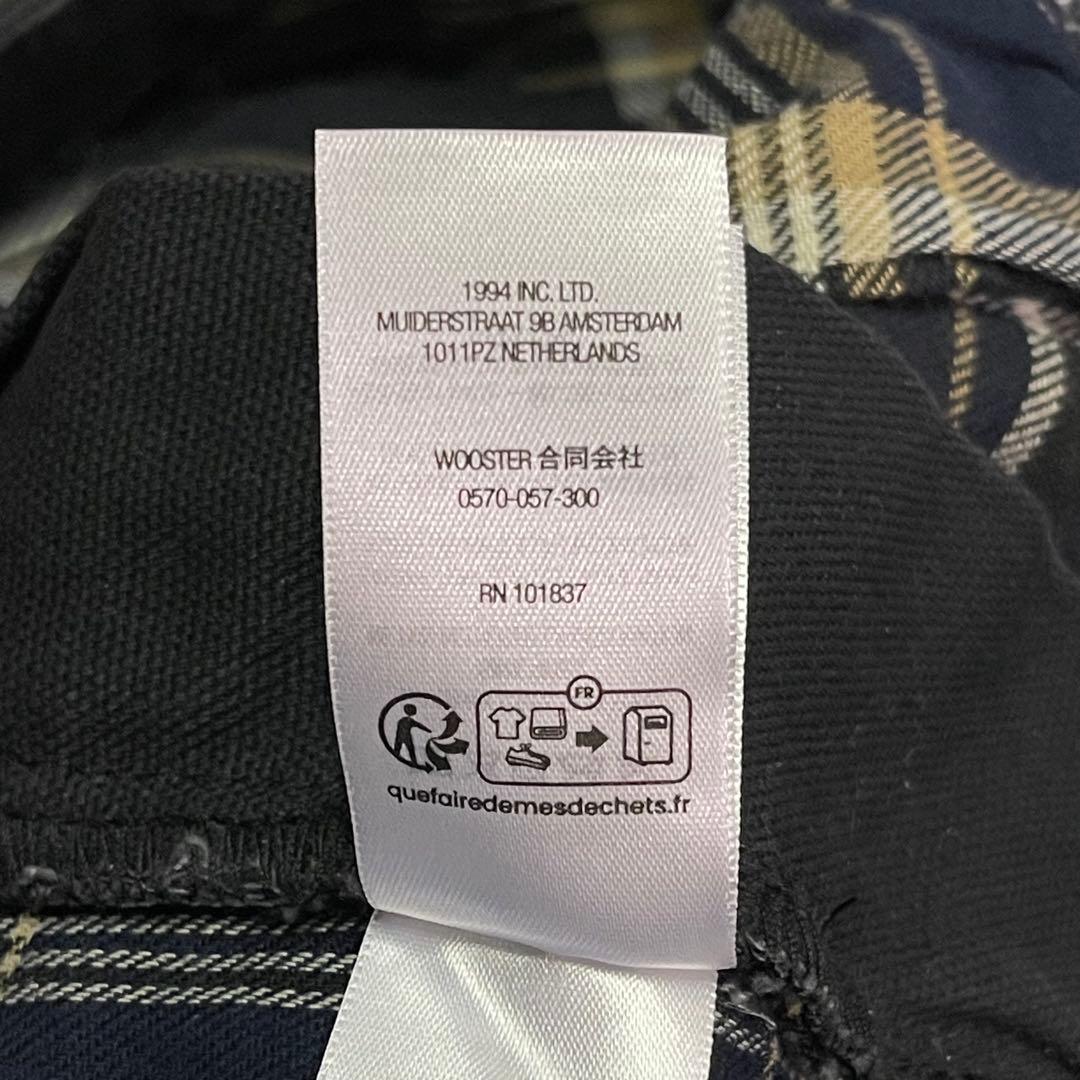 1994 INC. LTD.
MUIDERSTRAAT 9B AMSTERDAM
1011PZ NETHERLANDS
WOOSTER 合同会社
0570-057-300
RN 101837
FR
quefairedemesdechets.fr